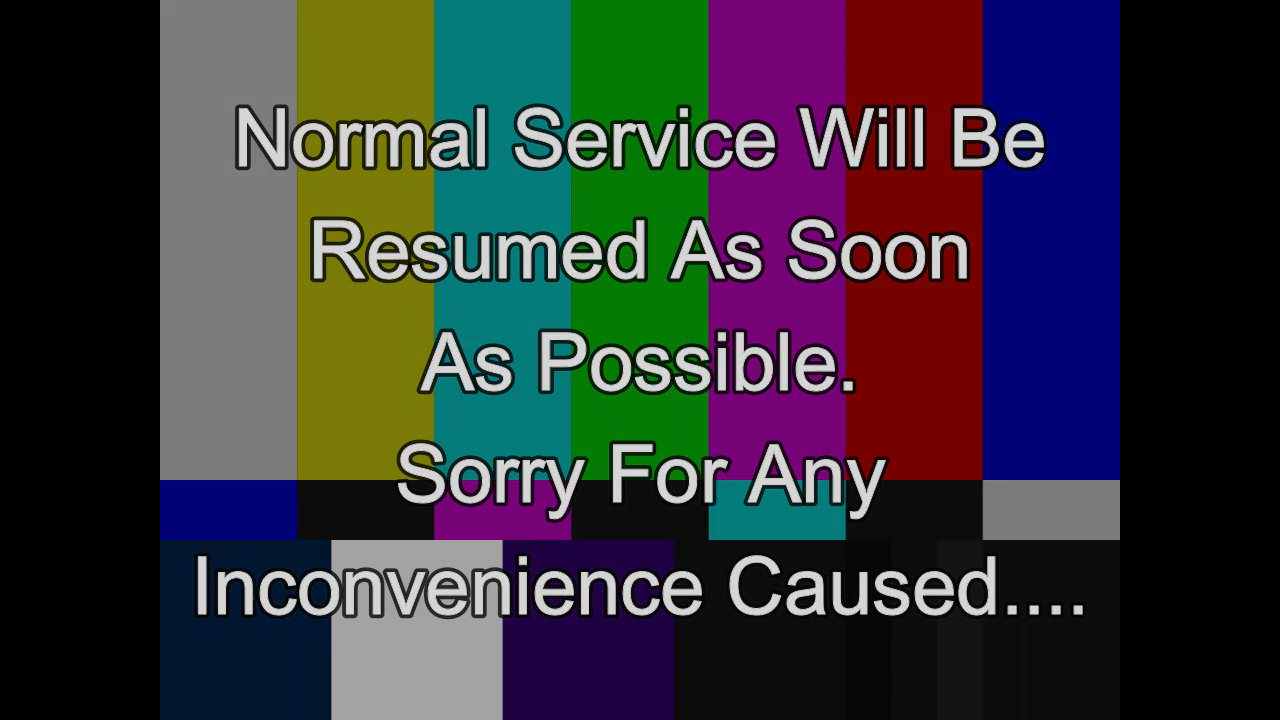 Normal Service Will Be
Resumed As Soon
As Possible.
Sorry For Any
Inconvenience Caused....